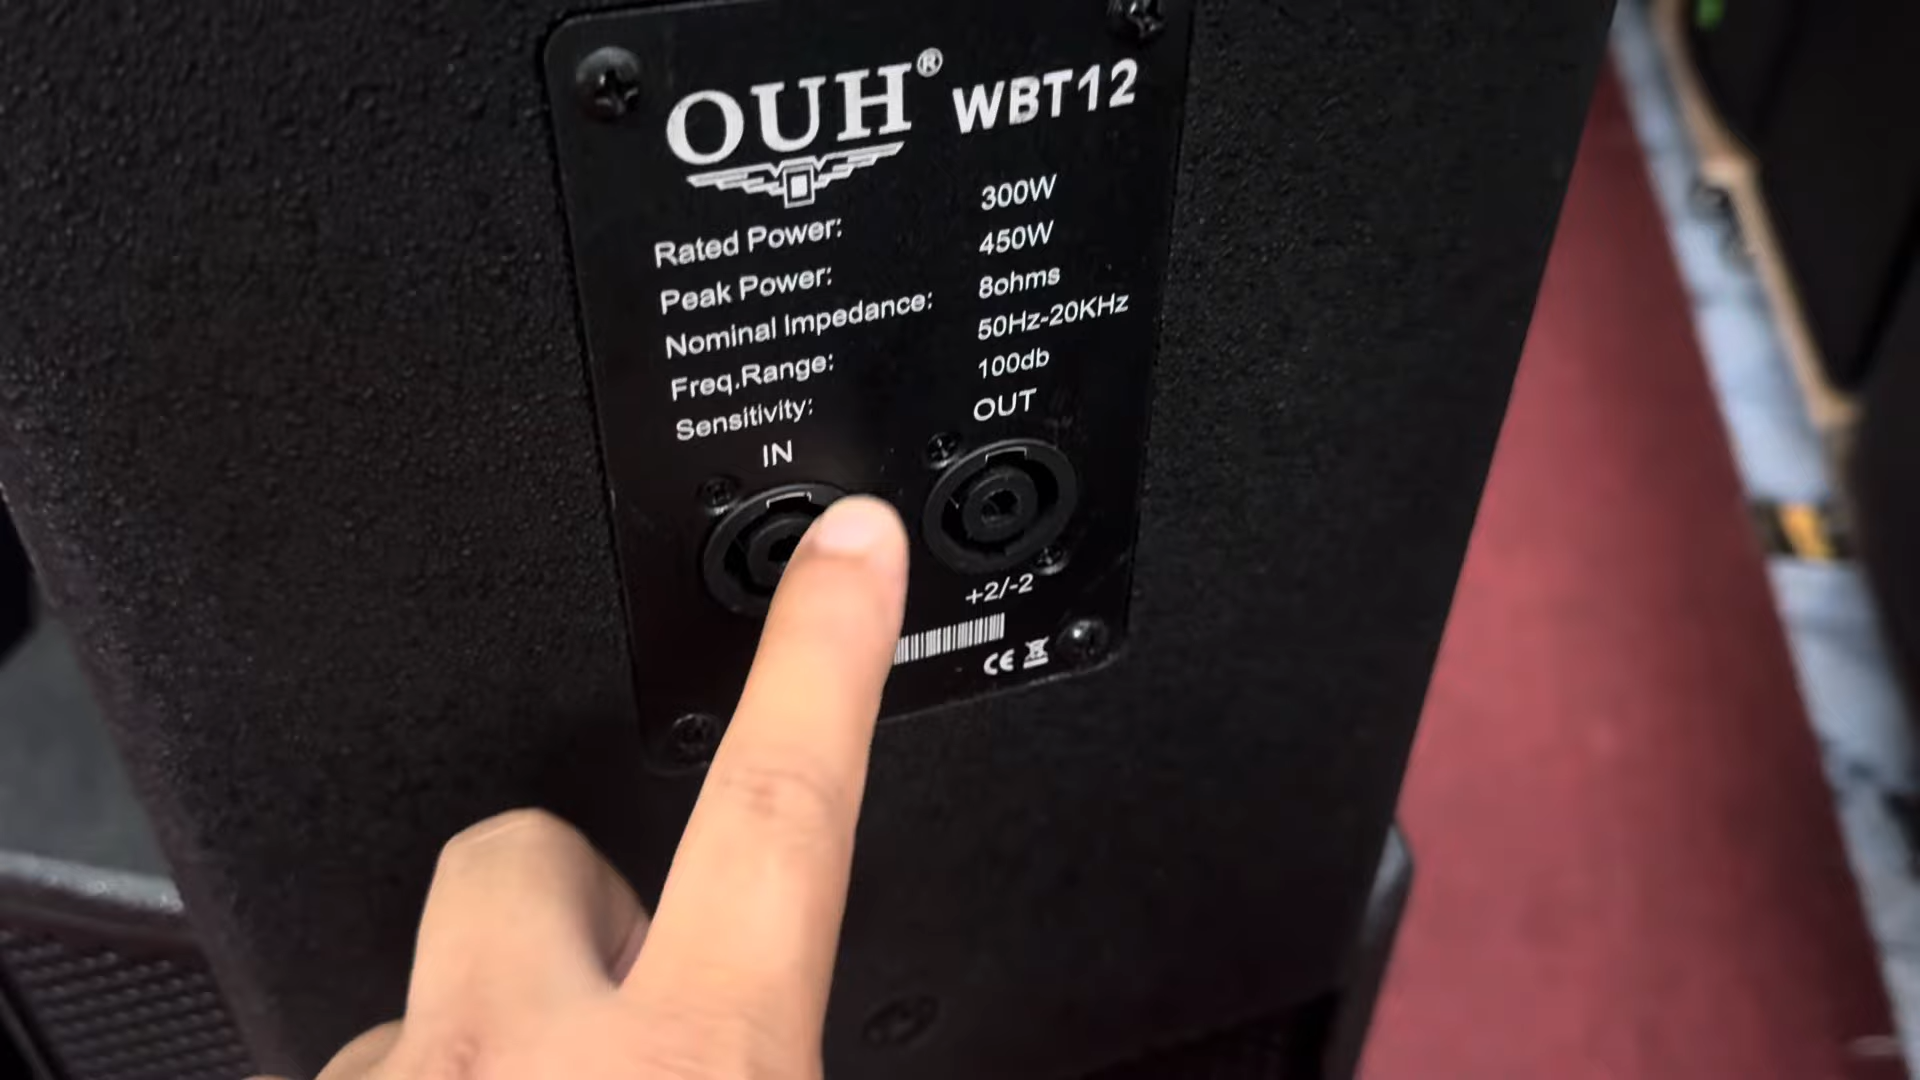 OUH® WBT12
Rated Power: 300W
Peak Power: 450W
Nominal Impedance: 8ohms
Freq.Range: 50Hz-20KHz
Sensitivity: 100db
IN OUT
+2/-2
CE